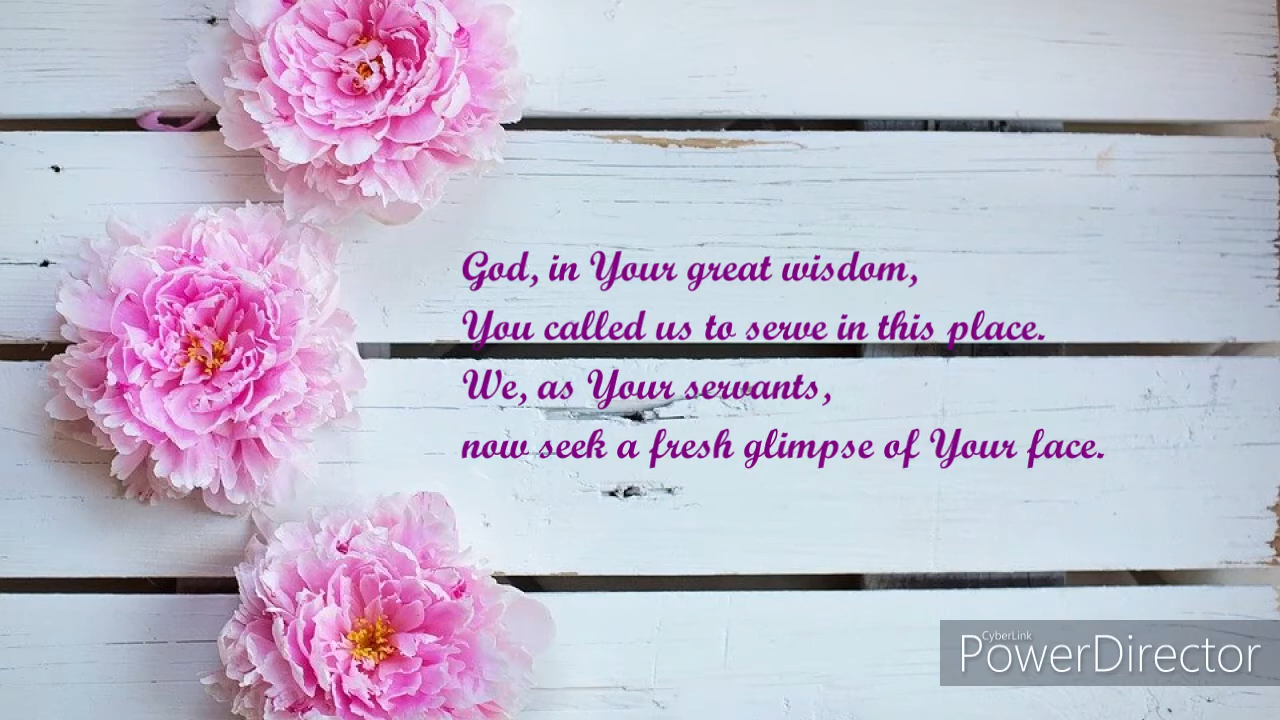 God, in Your great wisdom,
You called us to serve in this place.
We, as Your servants,
now seek a fresh glimpse of Your face.
CyberLink
PowerDirector